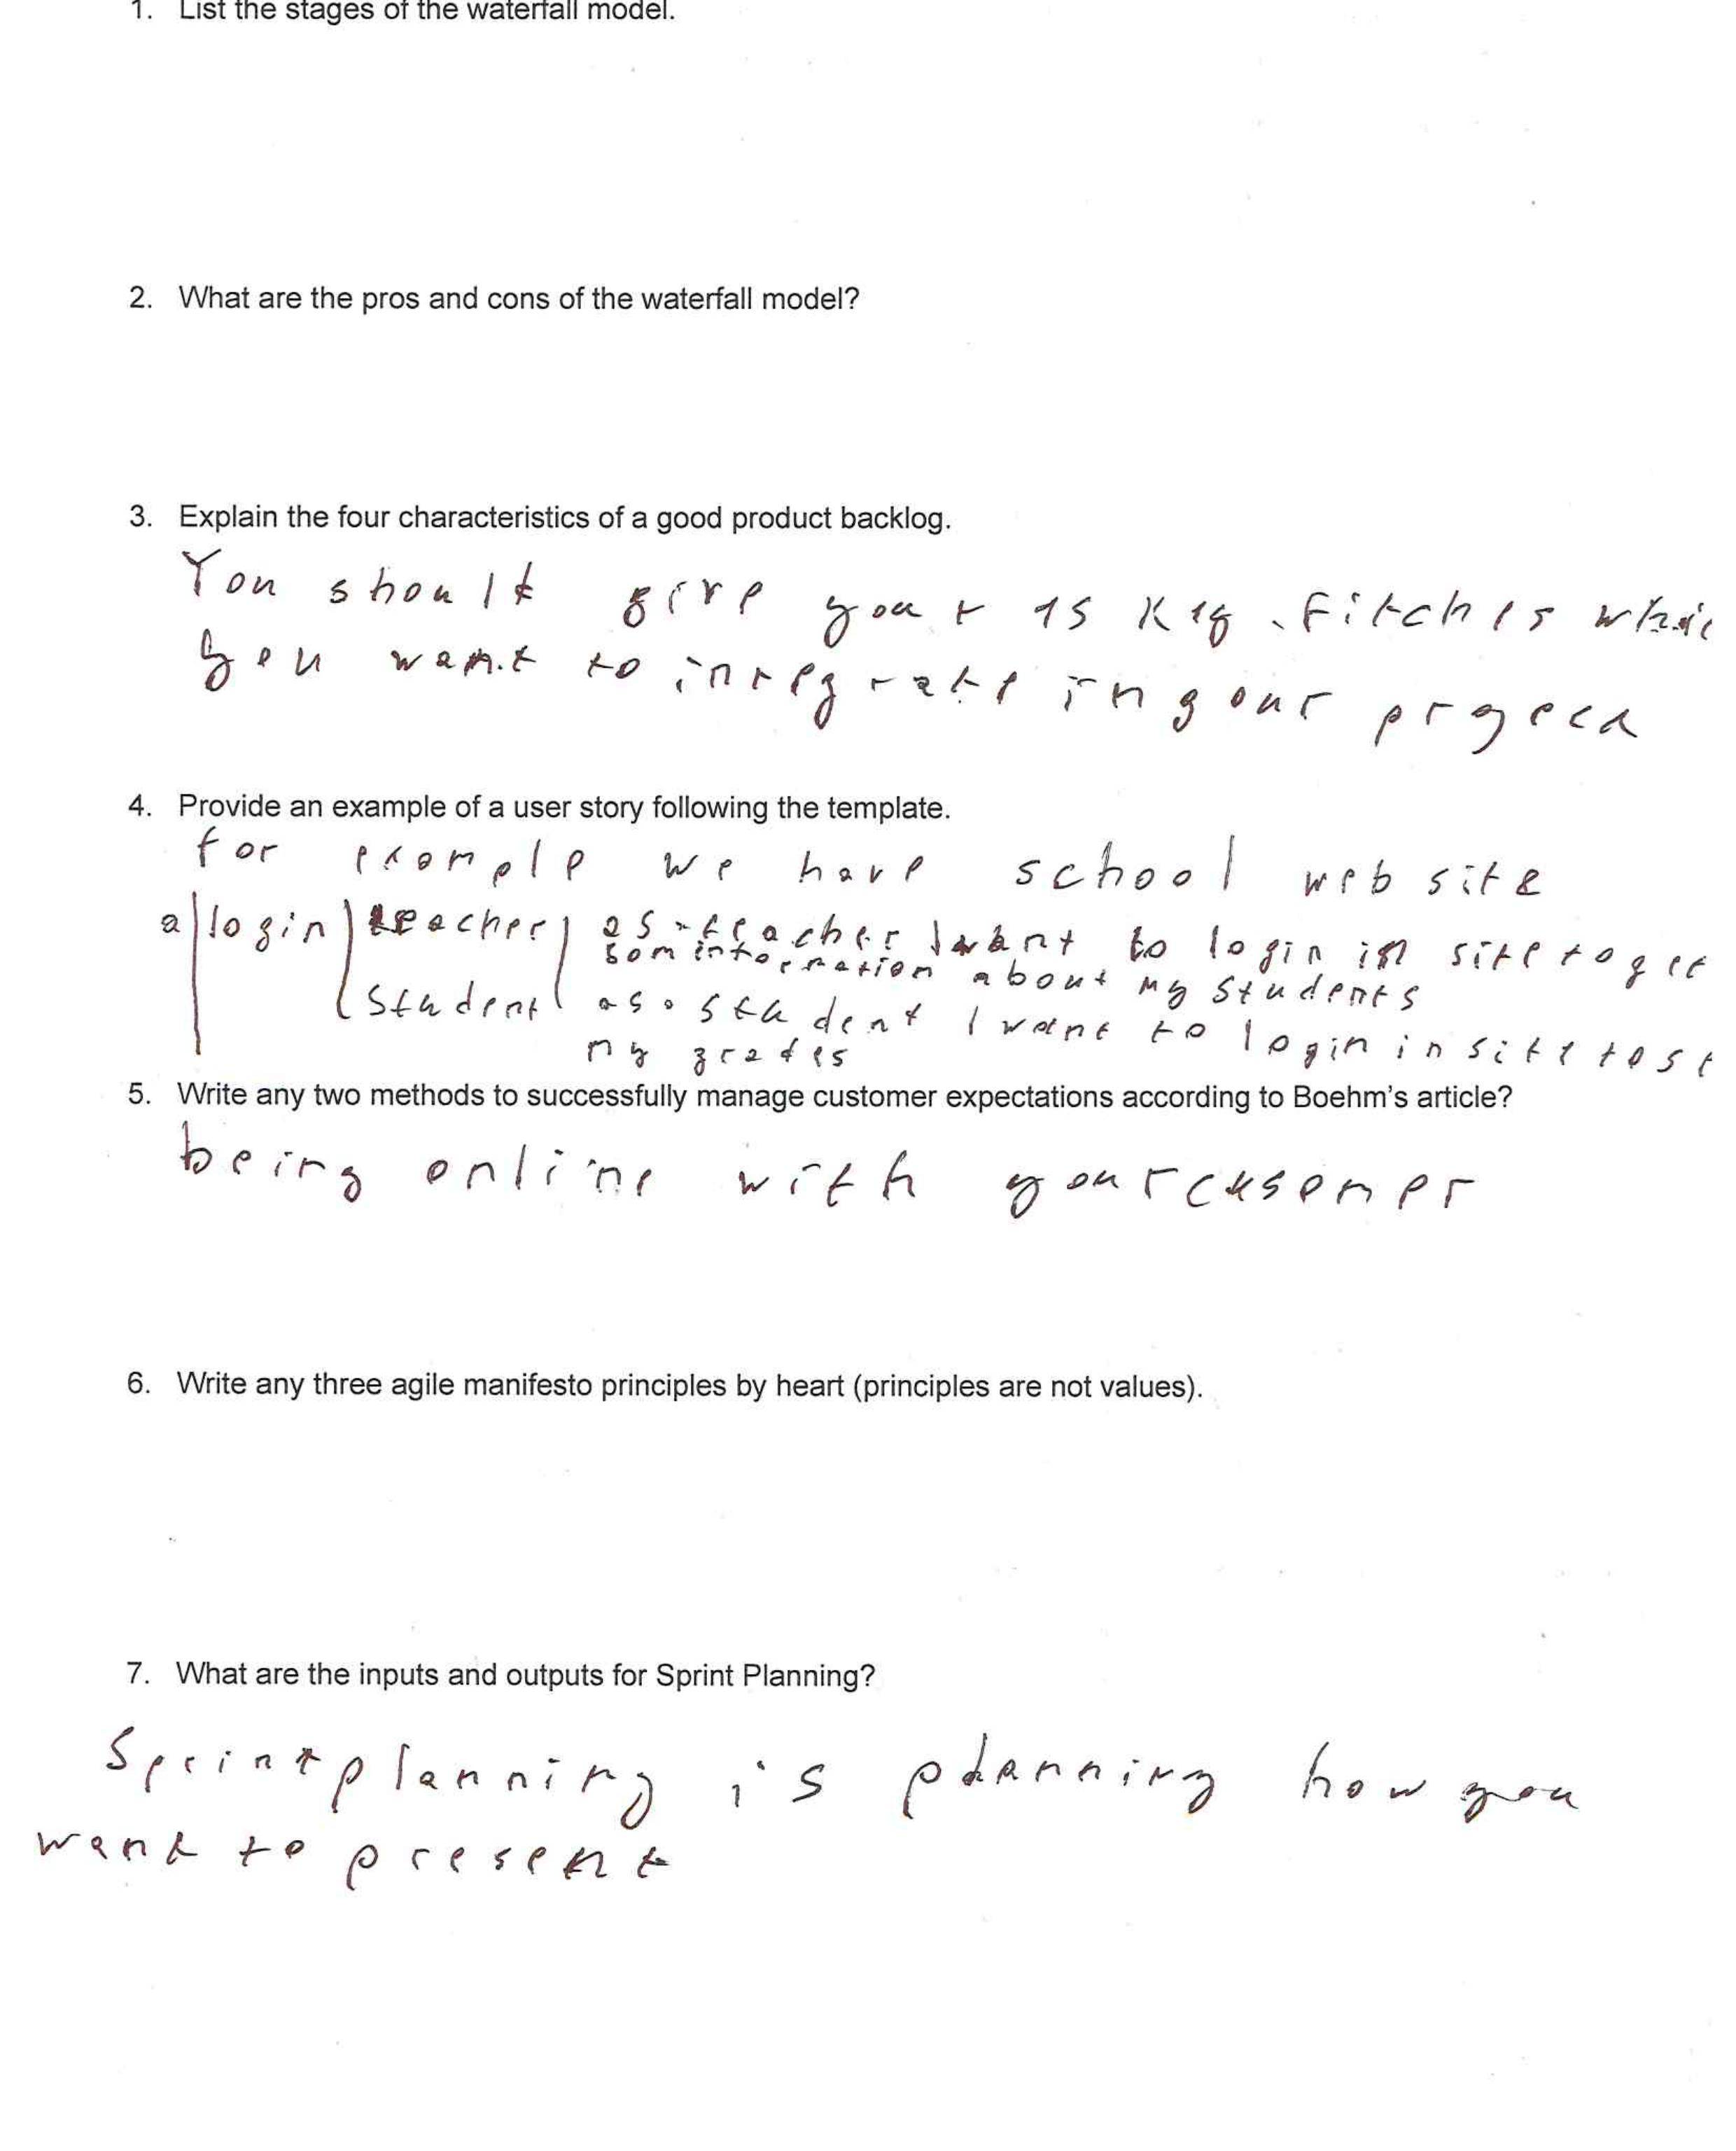 1. List the stages of the waterfall model.
2. What are the pros and cons of the waterfall model?
3. Explain the four characteristics of a good product backlog.
You should give your 15 key fitches
you want to integrate in your
4. Provide an example of a user story following the template.
for example we have school web site
a login teacher as a teacher I want to login in site to get
som information about my students
student as a student I want to login in site to se
my grades
5. Write any two methods to successfully manage customer expectations according to Boehm's article?
being online with your cusomer
6. Write any three agile manifesto principles by heart (principles are not values).
7. What are the inputs and outputs for Sprint Planning?
Sprint planning is planning how you
want to present